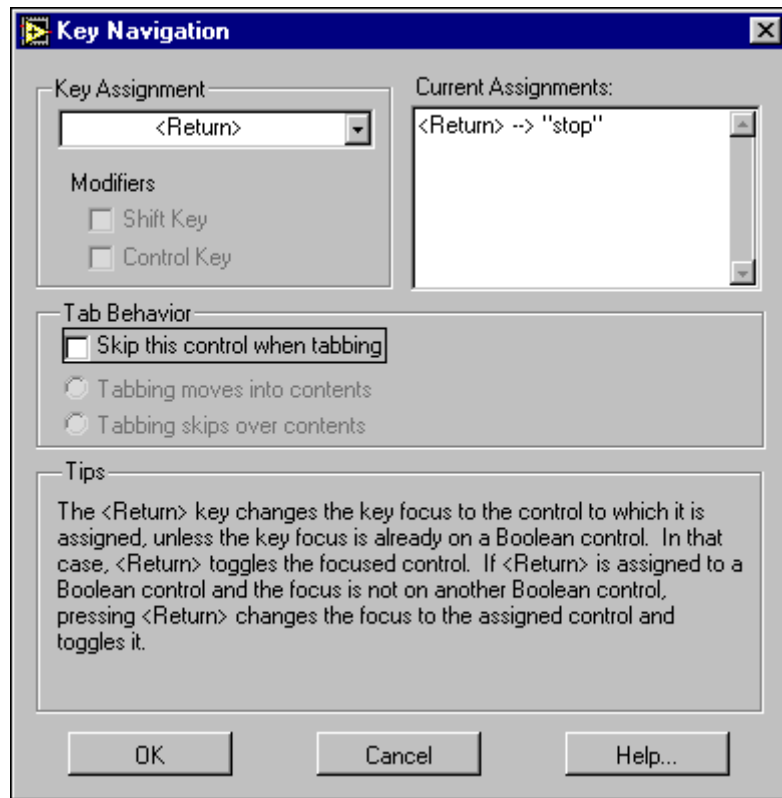 Key Navigation
Key Assignment
<Return>
Modifiers
Shift Key
Control Key
Current Assignments:
<Return> --> "stop"
Tab Behavior
Skip this control when tabbing
Tabbing moves into contents
Tabbing skips over contents
Tips
The <Return> key changes the key focus to the control to which it is
assigned, unless the key focus is already on a Boolean control.  In that
case, <Return> toggles the focused control.  If <Return> is assigned to a
Boolean control and the focus is not on another Boolean control,
pressing <Return> changes the focus to the assigned control and
toggles it.
OK
Cancel
Help...